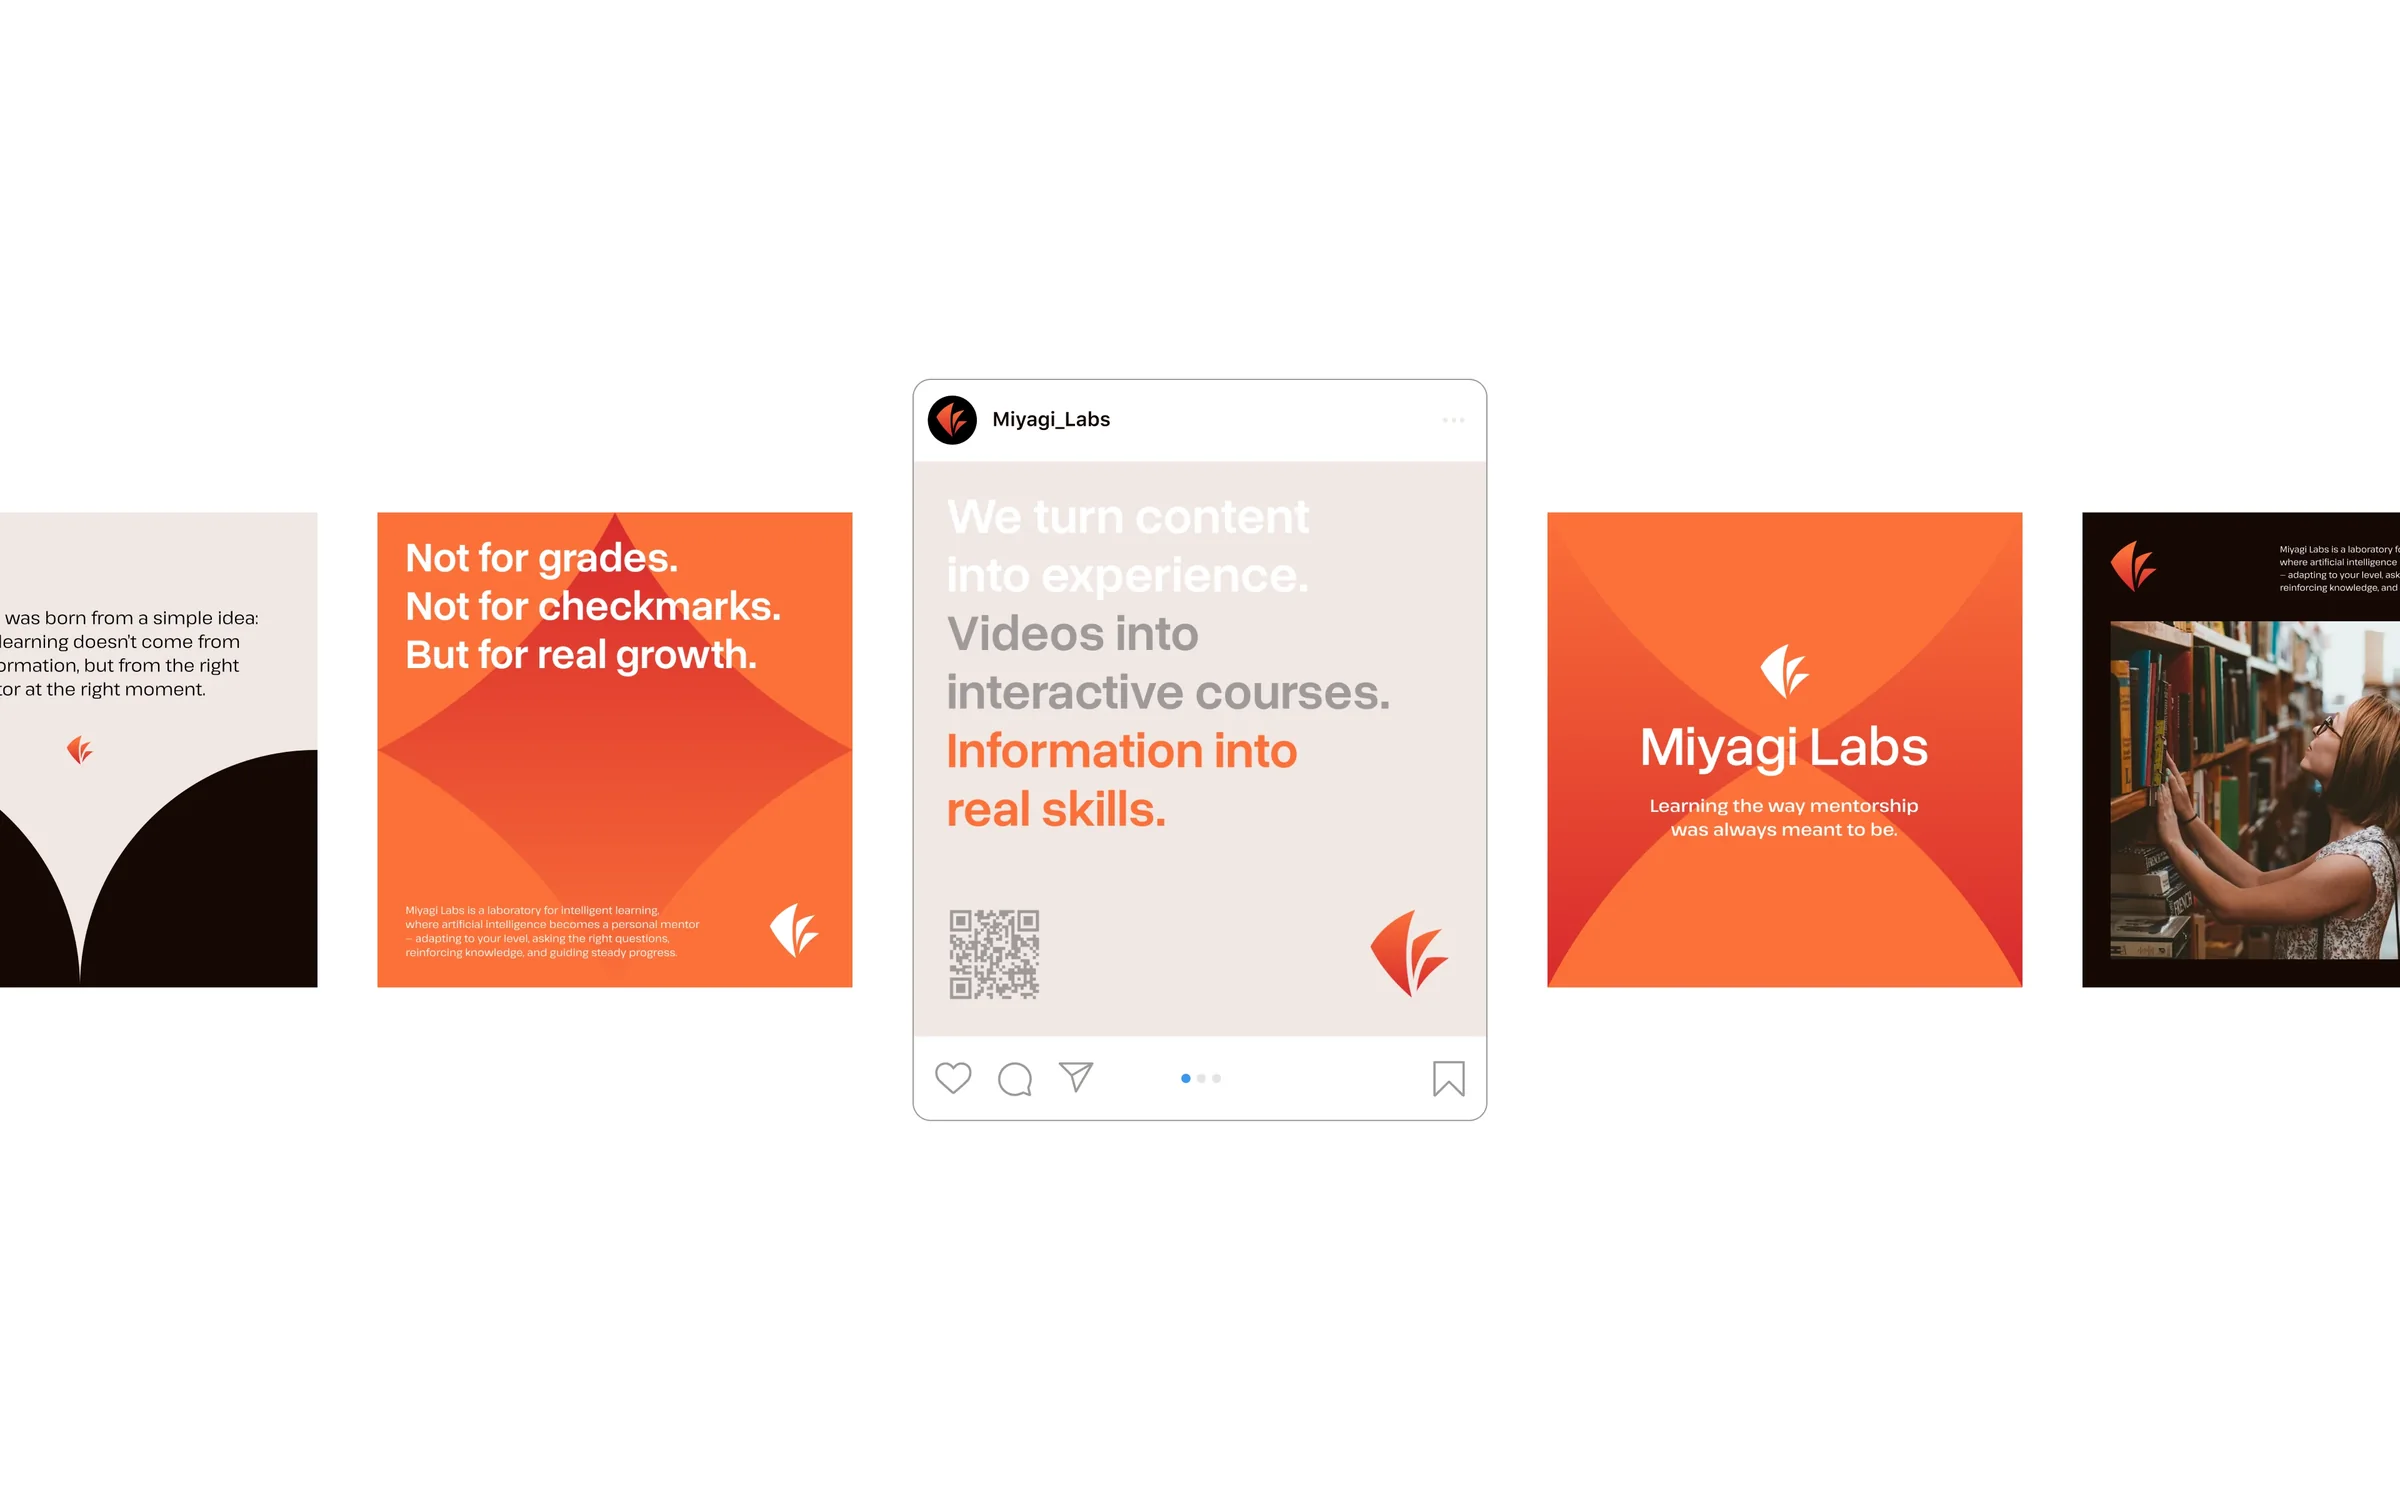 was born from a simple idea:
learning doesn't come from
ormation, but from the right
tor at the right moment.
Not for grades.
Not for checkmarks.
But for real growth.
Miyagi Labs is a laboratory for intelligent learning,
where artificial intelligence becomes a personal mentor
– adapting to your level, asking the right questions,
reinforcing knowledge, and guiding steady progress.
Miyagi_Labs
We turn content
into experience.
Videos into
interactive courses.
Information into
real skills.
Miyagi Labs
Learning the way mentorship
was always meant to be.
Miyagi Labs is a laboratory fo
where artificial intelligence
– adapting to your level, ask
reinforcing knowledge, and